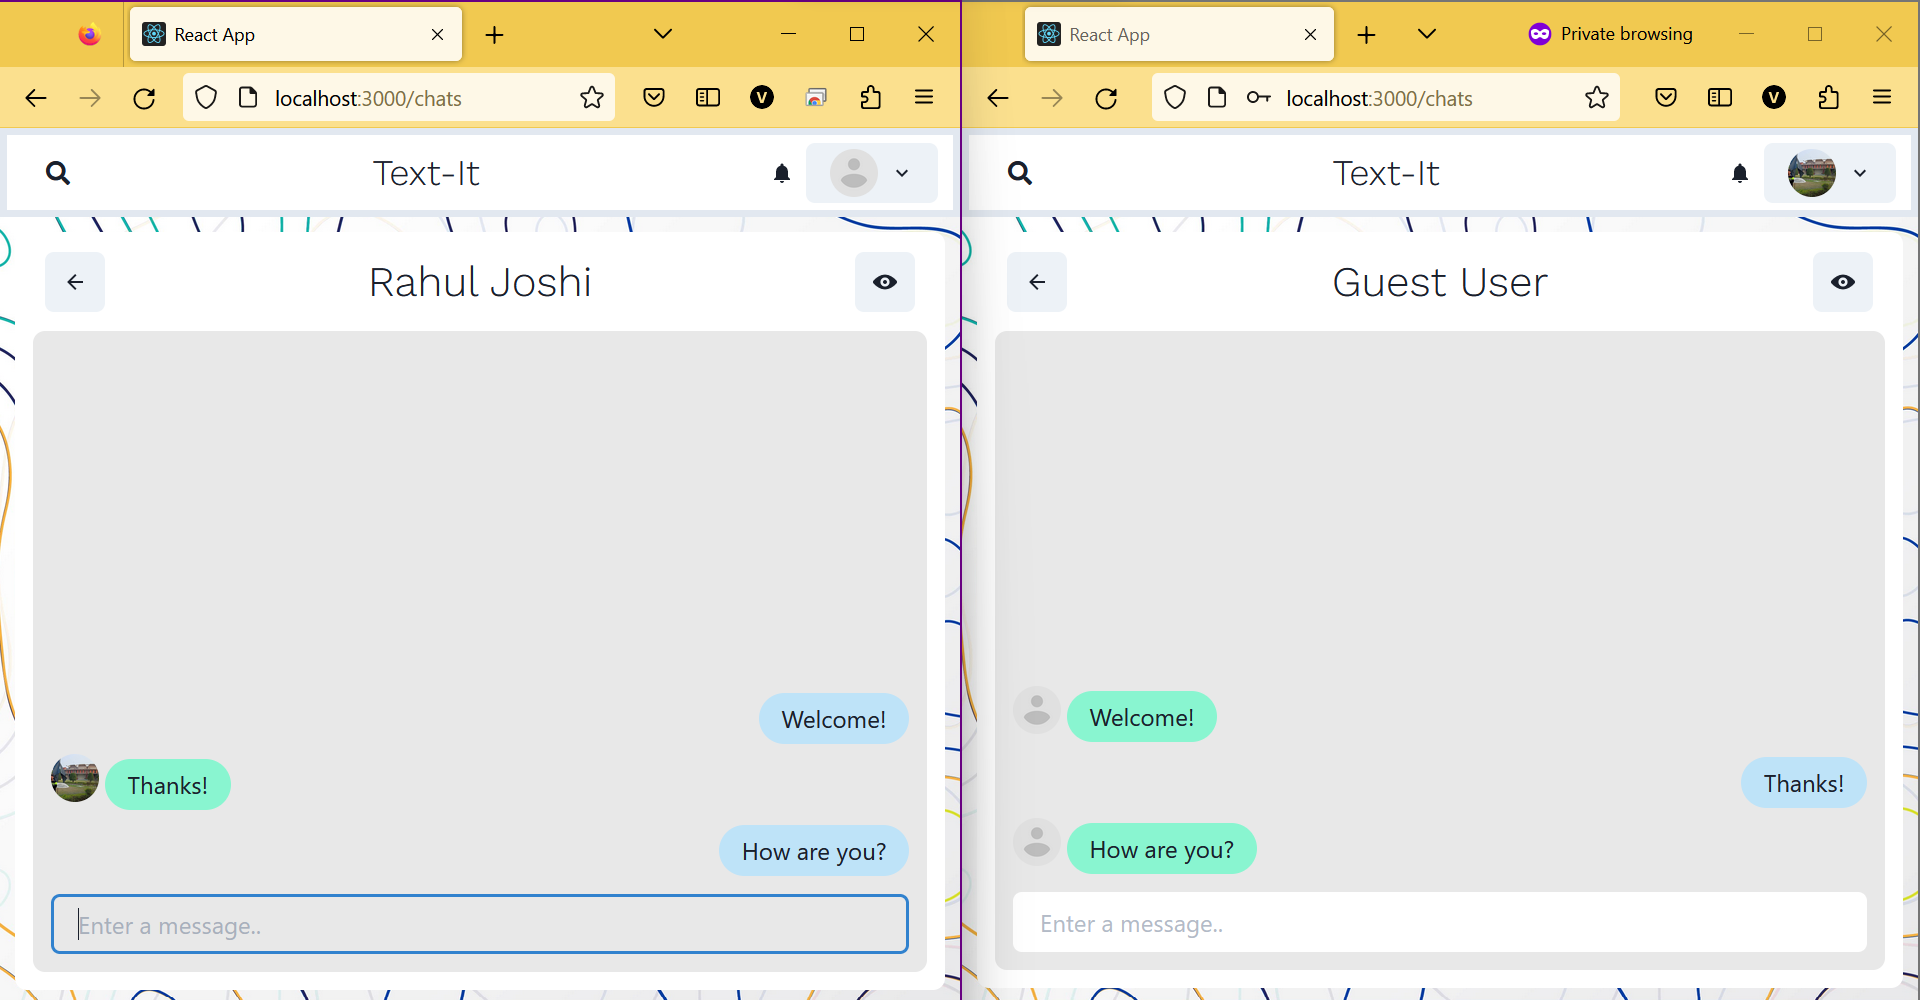 React App
localhost:3000/chats
Text-It
Rahul Joshi
Welcome!
Thanks!
How are you?
Enter a message..
React App
Private browsing
localhost:3000/chats
Text-It
Guest User
Welcome!
Thanks!
How are you?
Enter a message..